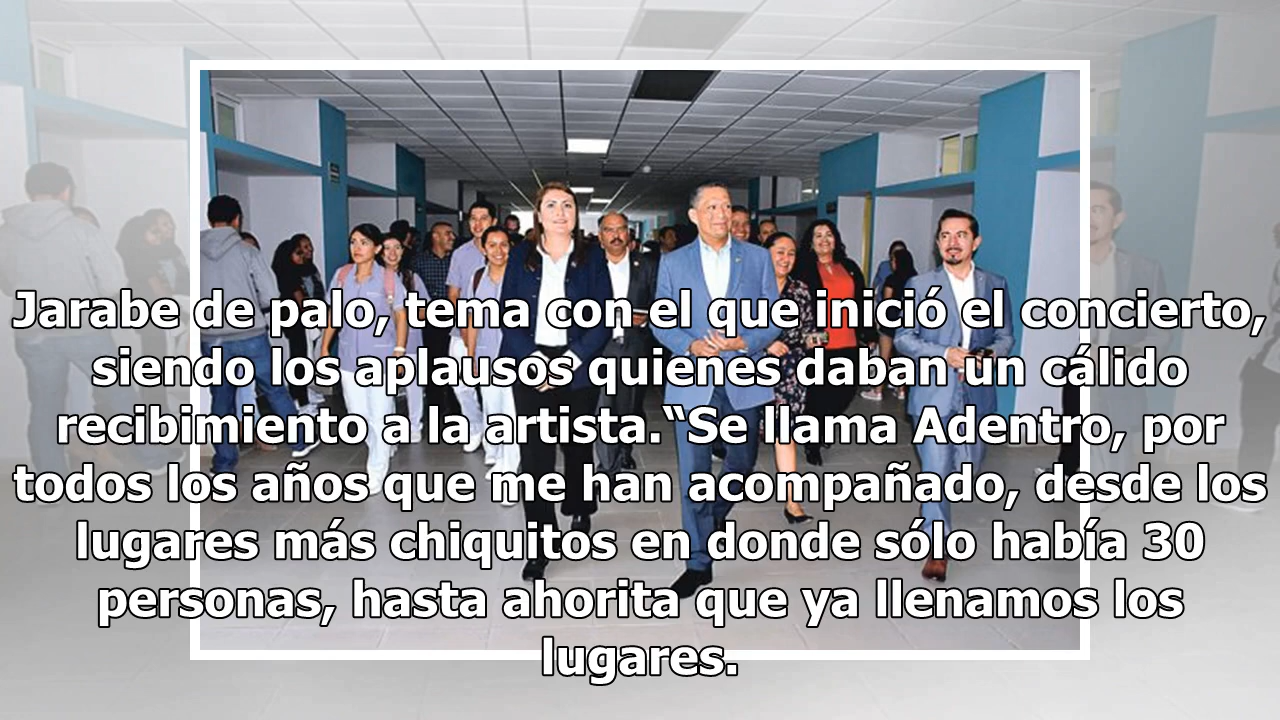 Jarabe de palo, tema con el que inició el concierto,
siendo los aplausos quienes daban un cálido
recibimiento a la artista.“Se llama Adentro, por
todos los años que me han acompañado, desde los
lugares más chiquitos en donde sólo había 30
personas, hasta ahorita que ya llenamos los
lugares.